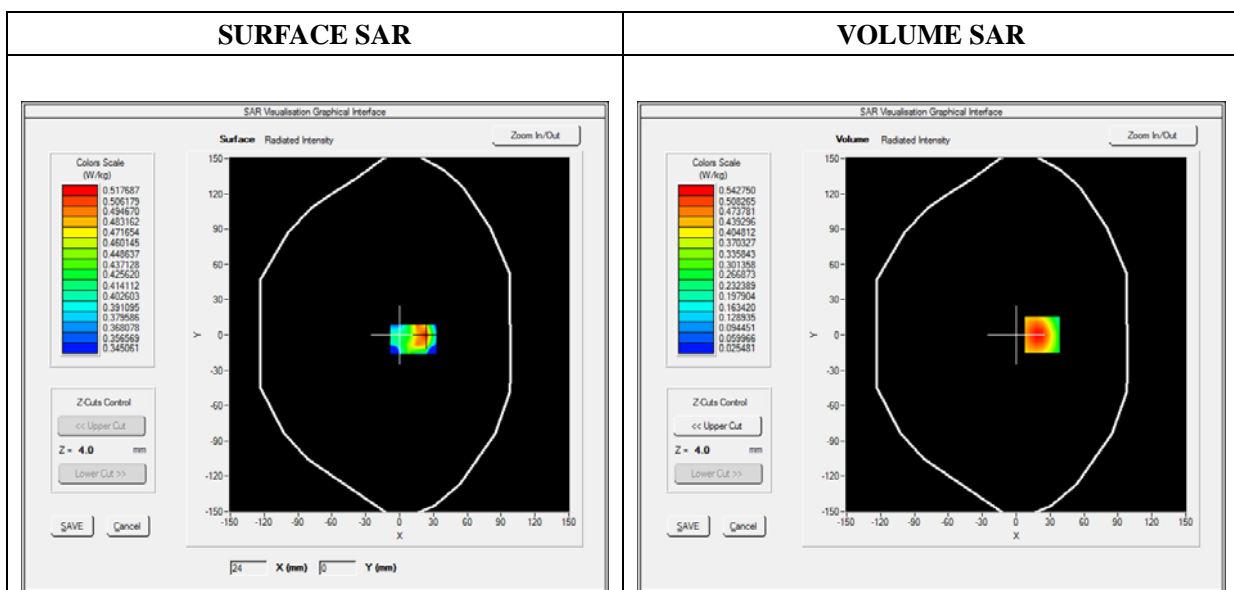 SURFACE SAR
VOLUME SAR
SAR Visualisation Graphical Interface
Surface Radiated Intensity
Zoom In/Out
Colors Scale
(W/kg)
0.517687
0.506179
0.494670
0.483162
0.471654
0.460145
0.448637
0.437128
0.425620
0.414112
0.402603
0.391095
0.379586
0.368078
0.356569
0.345061
Z-Cuts Control
<< Upper Cut
Z = 4.0 mm
Lower Cut >>
SAVE Cancel
150
120
90
60
30
0
-30
-60
-90
-120
-150
Y
-150 -120 -90 -60 -30 0 30 60 90 120 150
X
24 X (mm) 0 Y (mm)
SAR Visualisation Graphical Interface
Volume Radiated Intensity
Zoom In/Out
Colors Scale
(W/kg)
0.542750
0.508265
0.473781
0.439296
0.404812
0.370327
0.335843
0.301358
0.266873
0.232389
0.197904
0.163420
0.128935
0.094451
0.059966
0.025481
Z-Cuts Control
<< Upper Cut
Z = 4.0 mm
Lower Cut >>
SAVE Cancel
150
120
90
60
30
0
-30
-60
-90
-120
-150
Y
-150 -120 -90 -60 -30 0 30 60 90 120 150
X